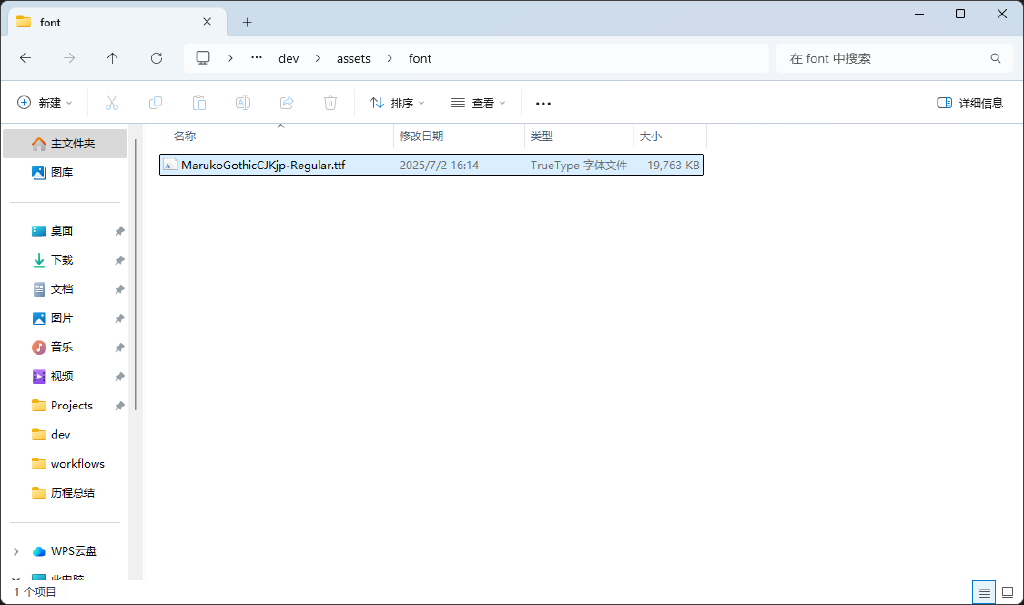 font
dev
assets
font
在 font 中搜索
新建
排序
查看
详细信息
名称
修改日期
类型
大小
MarukoGothicCJKjp-Regular.ttf
2025/7/2 16:14
TrueType 字体文件
19,763 KB
主文件夹
图库
桌面
下载
文档
图片
音乐
视频
Projects
dev
workflows
历程总结
WPS云盘
此电脑
1 个项目